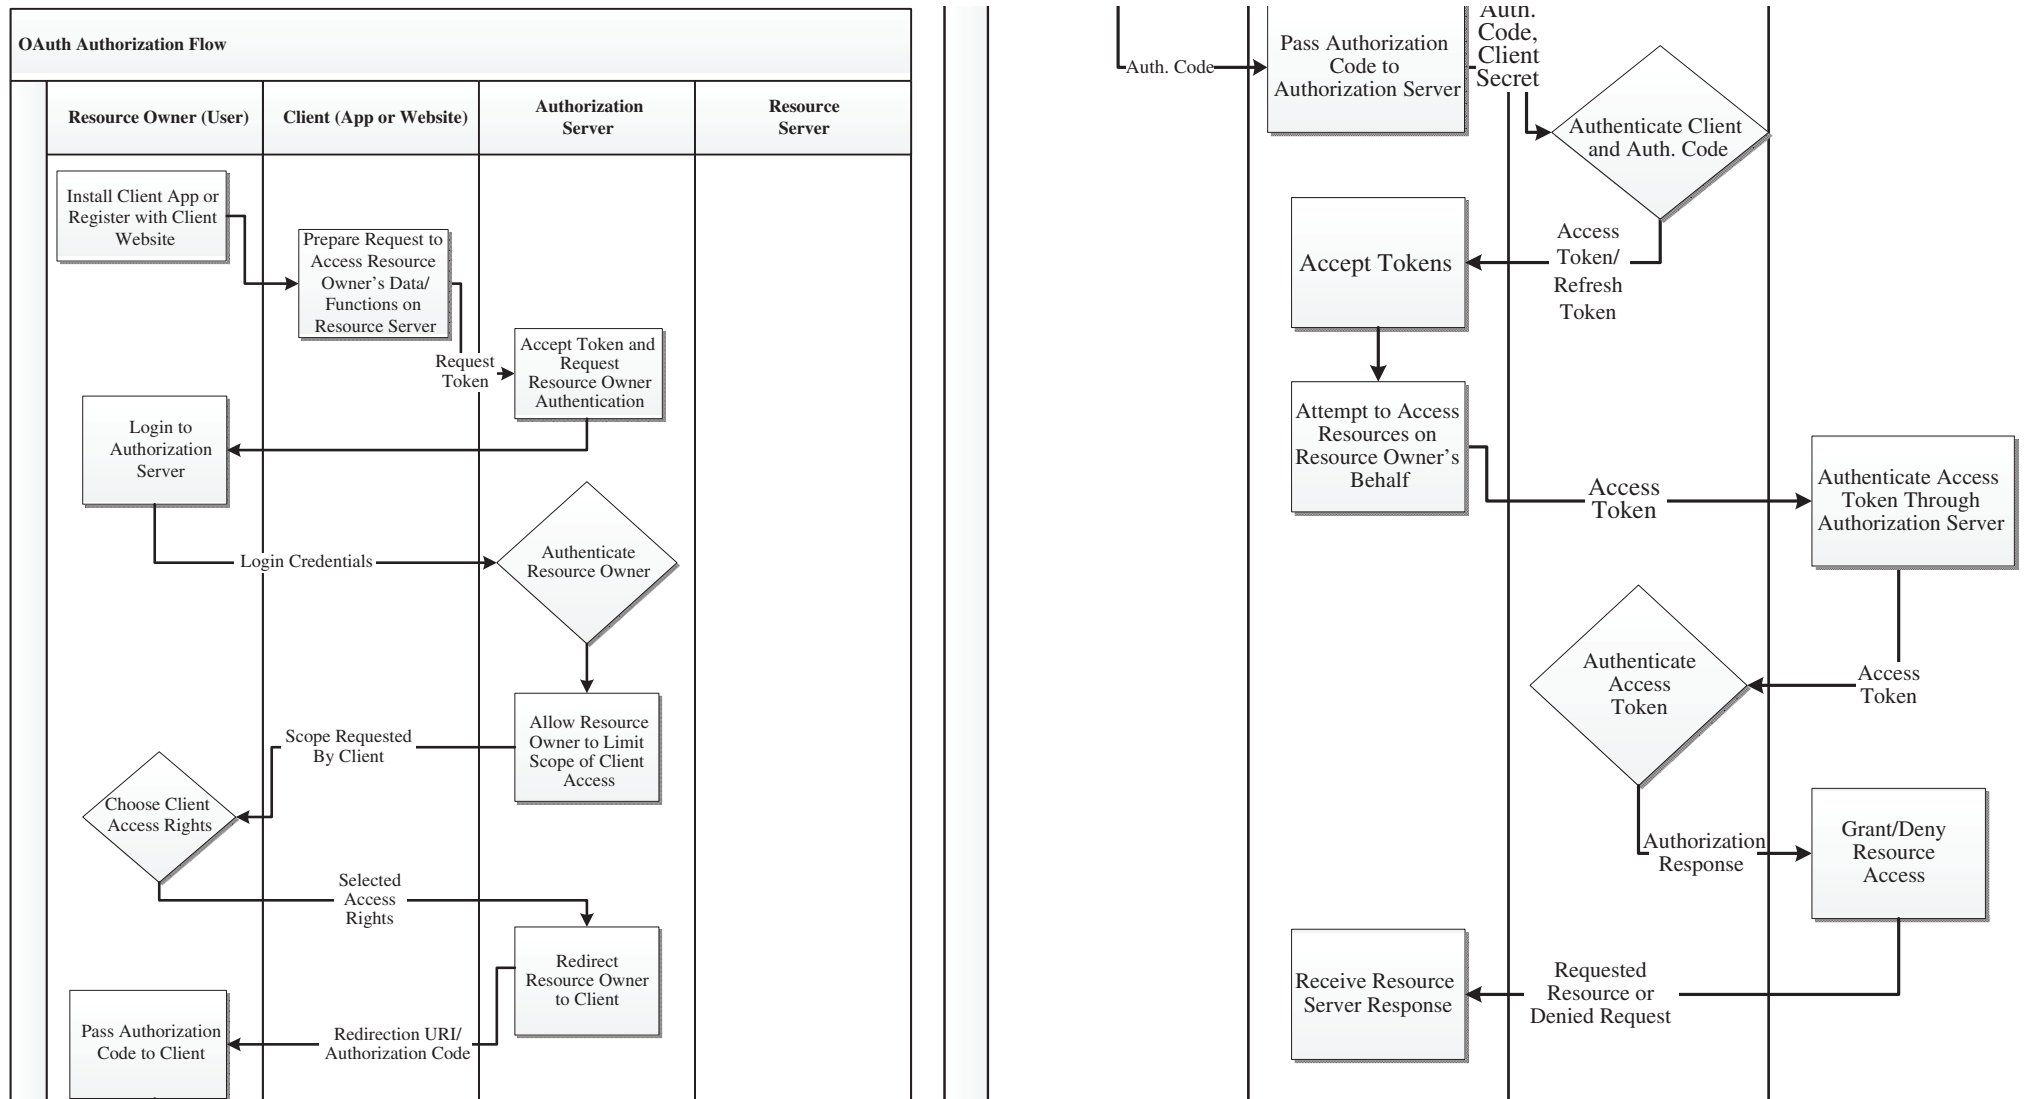 OAuth Authorization Flow
Resource Owner (User)
Client (App or Website)
Authorization
Server
Resource
Server
Install Client App or
Register with Client
Website
Prepare Request to
Access Resource
Owner's Data/
Functions on
Resource Server
Request
Token
Accept Token and
Request
Resource Owner
Authentication
Login to
Authorization
Server
Login Credentials
Authenticate
Resource Owner
Allow Resource
Owner to Limit
Scope of Client
Access
Scope Requested
By Client
Choose Client
Access Rights
Selected
Access
Rights
Redirect
Resource Owner
to Client
Redirection URI/
Authorization Code
Pass Authorization
Code to Client
Auth. Code
Pass Authorization
Code to
Authorization Server
Auth.
Code,
Client
Secret
Authenticate Client
and Auth. Code
Access
Token/
Refresh
Token
Accept Tokens
Attempt to Access
Resources on
Resource Owner's
Behalf
Access
Token
Authenticate Access
Token Through
Authorization Server
Access
Token
Authenticate
Access
Token
Authorization
Response
Grant/Deny
Resource
Access
Requested
Resource or
Denied Request
Receive Resource
Server Response